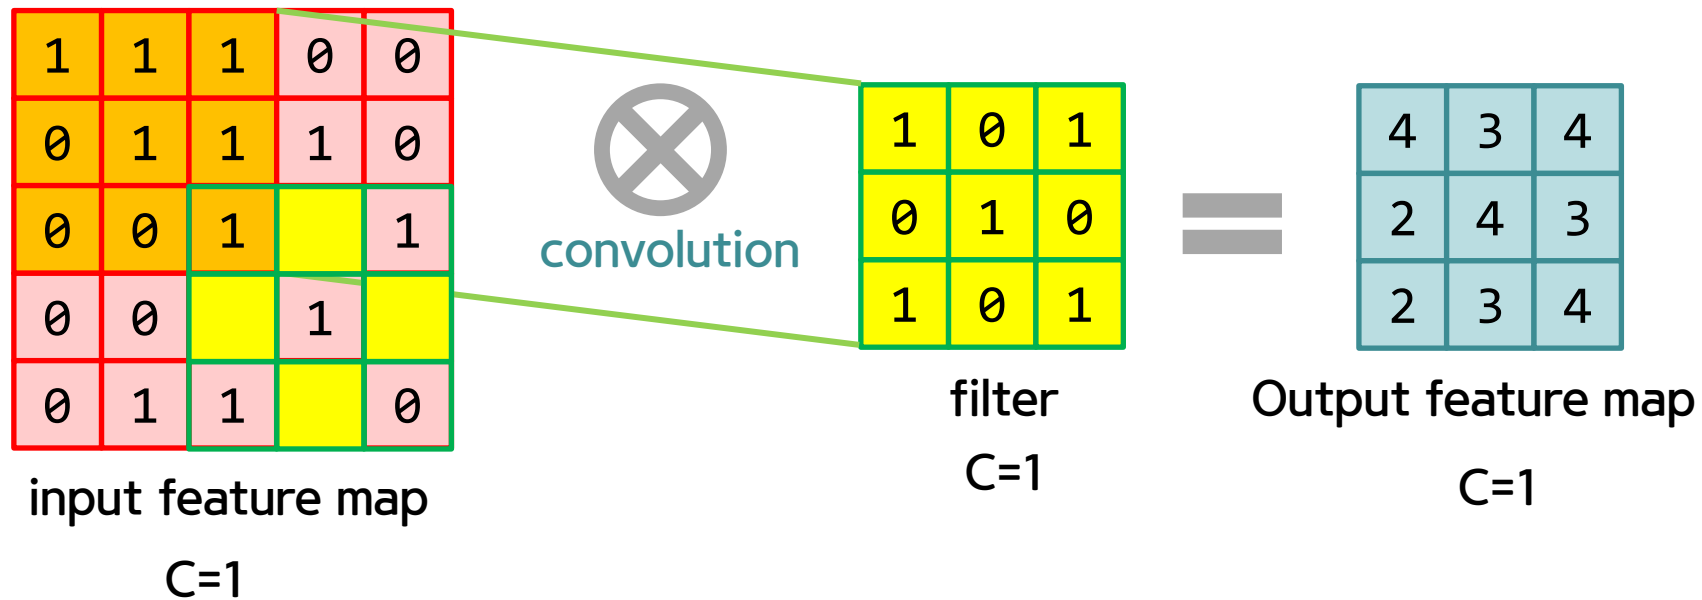 1 1 1 0 0
0 1 1 1 0
0 0 1 1
0 0 1
0 1 1 0
input feature map
C=1
convolution
1 0 1
0 1 0
1 0 1
filter
C=1
4 3 4
2 4 3
2 3 4
Output feature map
C=1